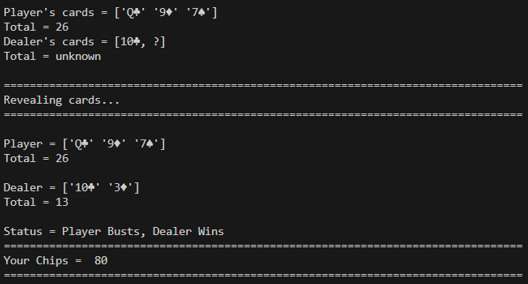 Player's cards = ['Q♣' '9♦' '7♠']
Total = 26
Dealer's cards = [10♣, ?]
Total = unknown
================================================================================
Revealing cards...
================================================================================
Player = ['Q♣' '9♦' '7♠']
Total = 26
Dealer = ['10♣' '3♦']
Total = 13
Status = Player Busts, Dealer Wins
================================================================================
Your Chips =  80
================================================================================